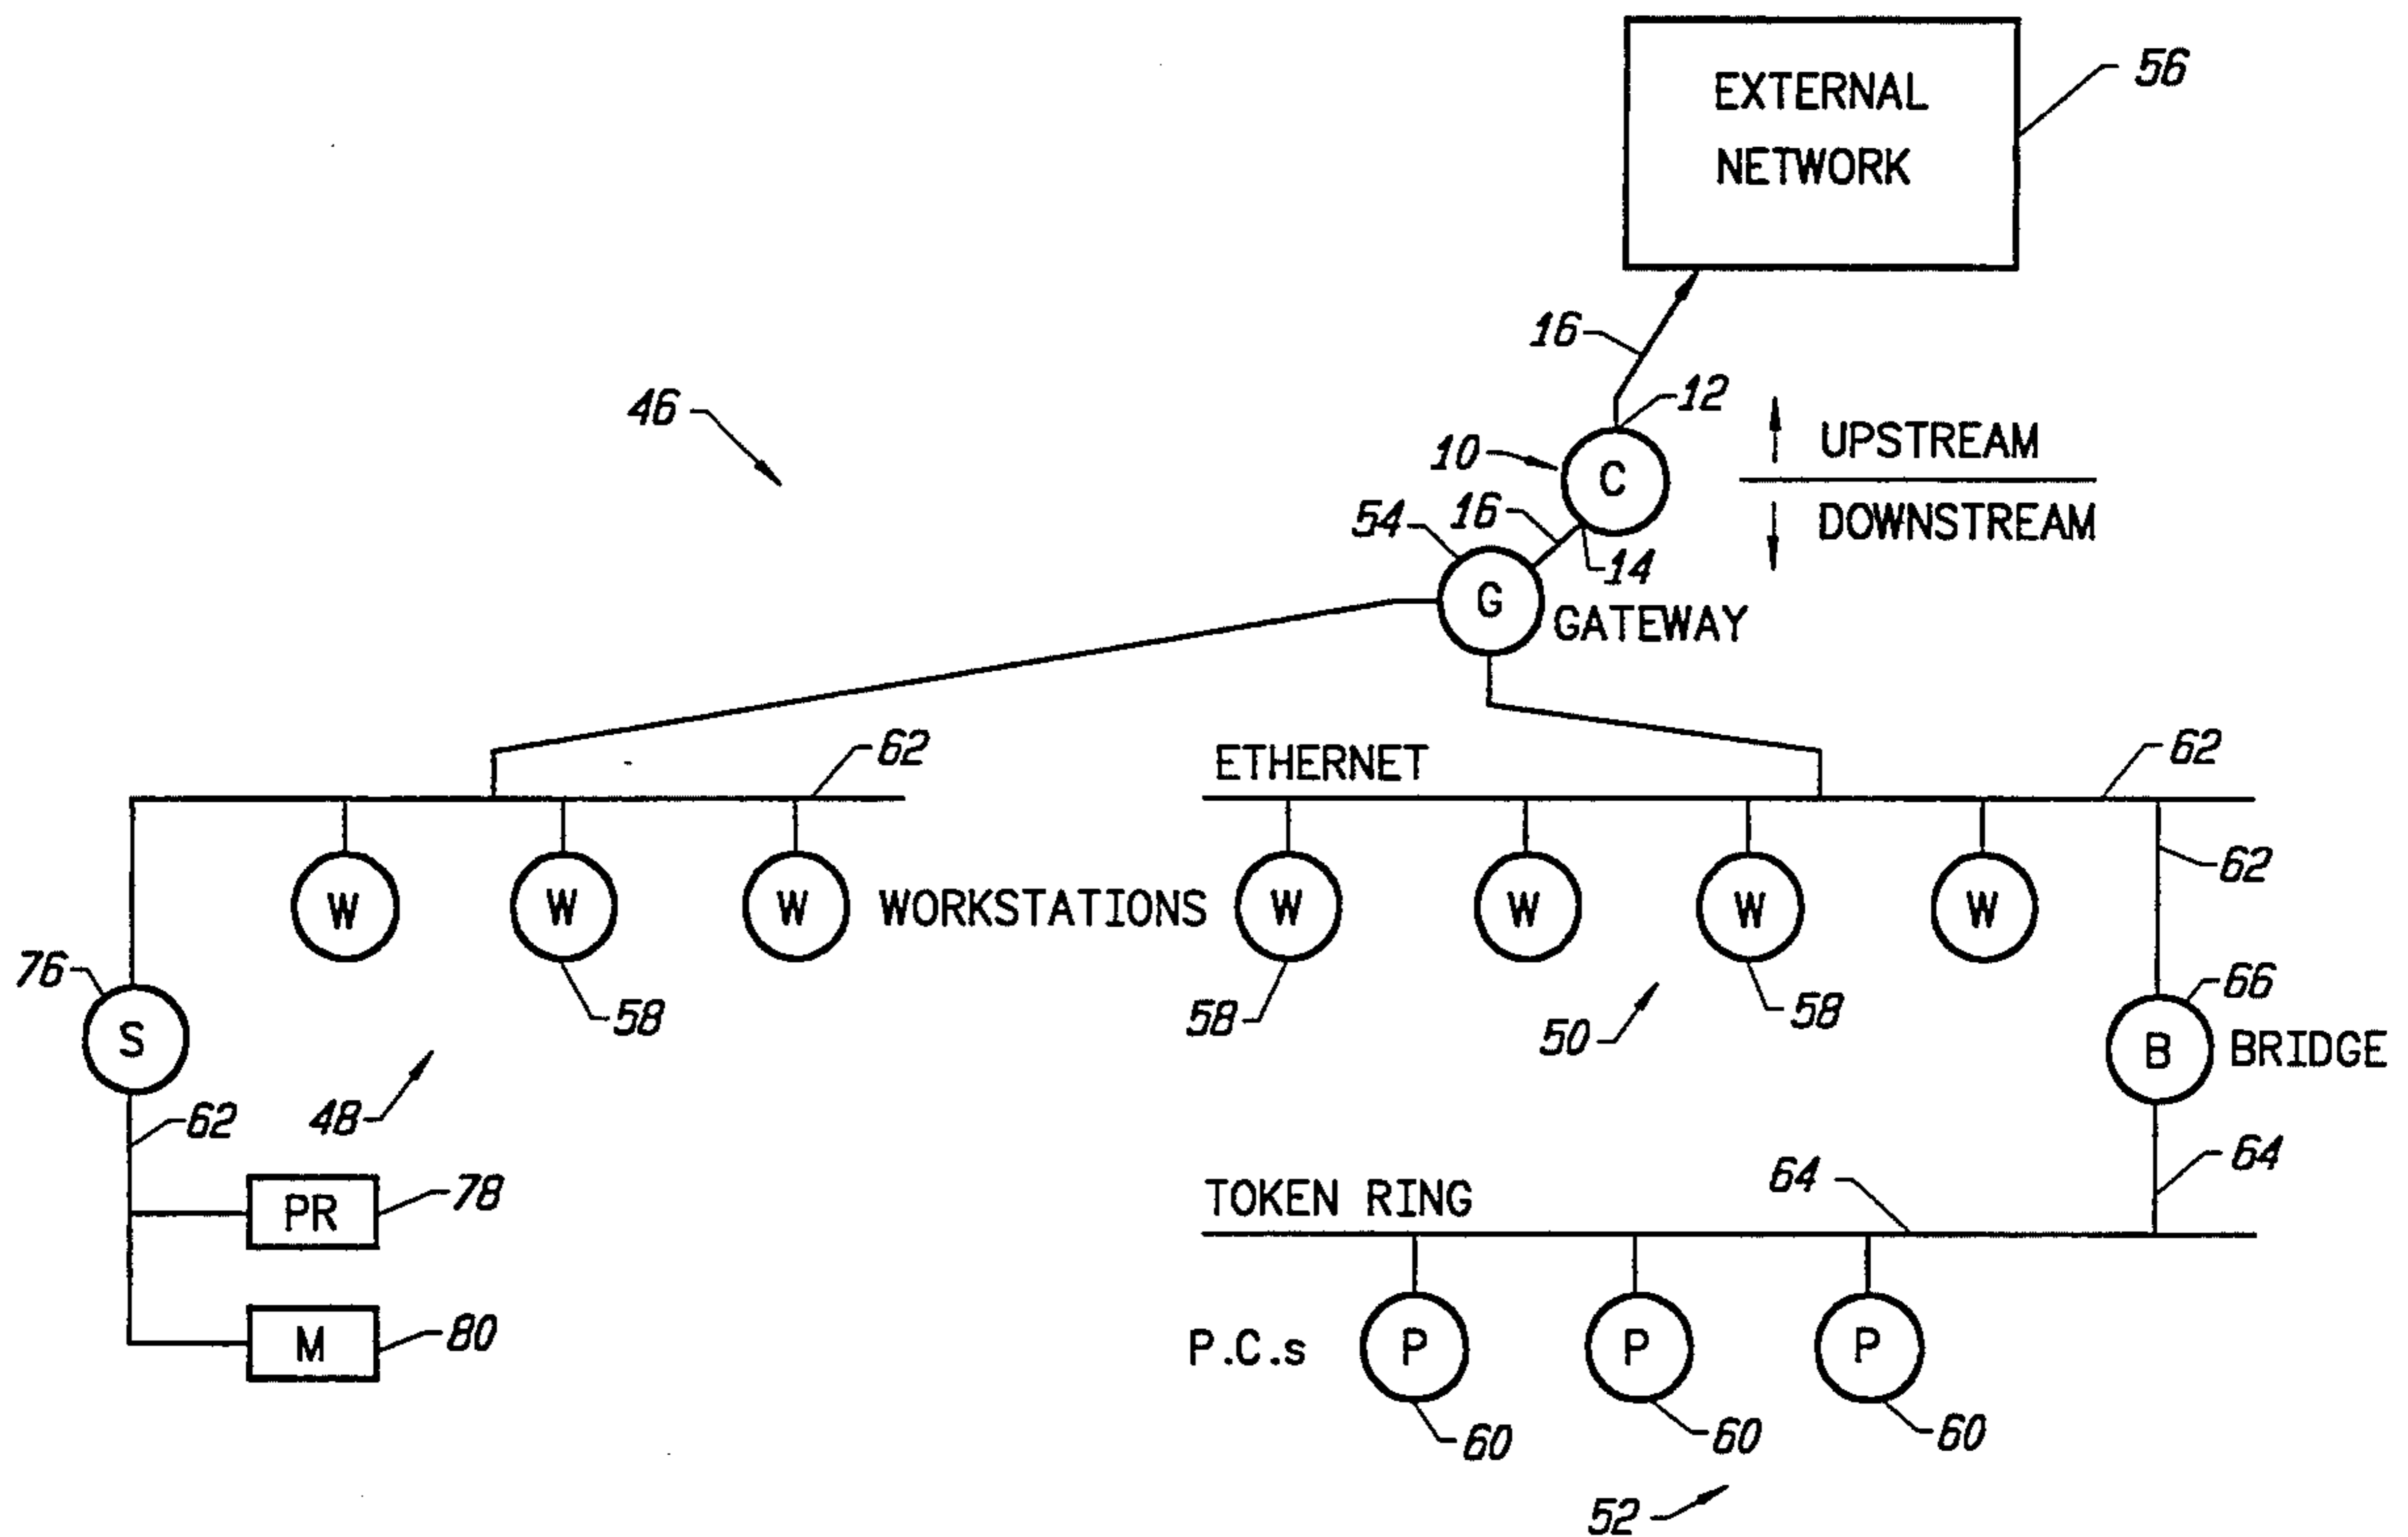 EXTERNAL
NETWORK
56
16
12
46
10
C
UPSTREAM
DOWNSTREAM
54
16
14
G
GATEWAY
62
ETHERNET
62
62
W
W
W
WORKSTATIONS
W
W
W
W
76
S
58
58
50
58
66
B
BRIDGE
48
62
64
PR
78
TOKEN RING
64
M
80
P.C.s
P
P
P
60
60
60
52